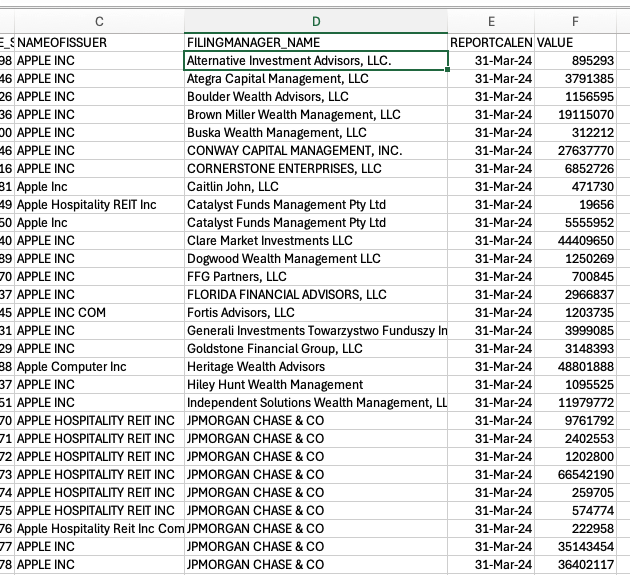 C D E F
E_S NAMEOFISSUER FILINGMANAGER_NAME REPORTCALEN VALUE
98 APPLE INC Alternative Investment Advisors, LLC. 31-Mar-24 895293
46 APPLE INC Ategra Capital Management, LLC 31-Mar-24 3791385
26 APPLE INC Boulder Wealth Advisors, LLC 31-Mar-24 1156595
36 APPLE INC Brown Miller Wealth Management, LLC 31-Mar-24 19115070
00 APPLE INC Buska Wealth Management, LLC 31-Mar-24 312212
46 APPLE INC CONWAY CAPITAL MANAGEMENT, INC. 31-Mar-24 27637770
16 APPLE INC CORNERSTONE ENTERPRISES, LLC 31-Mar-24 6852726
81 Apple Inc Caitlin John, LLC 31-Mar-24 471730
49 Apple Hospitality REIT Inc Catalyst Funds Management Pty Ltd 31-Mar-24 19656
50 Apple Inc Catalyst Funds Management Pty Ltd 31-Mar-24 5555952
40 APPLE INC Clare Market Investments LLC 31-Mar-24 44409650
89 APPLE INC Dogwood Wealth Management LLC 31-Mar-24 1250269
70 APPLE INC FFG Partners, LLC 31-Mar-24 700845
37 APPLE INC FLORIDA FINANCIAL ADVISORS, LLC 31-Mar-24 2966837
45 APPLE INC COM Fortis Advisors, LLC 31-Mar-24 1203735
31 APPLE INC Generali Investments Towarzystwo Funduszy In 31-Mar-24 3999085
29 APPLE INC Goldstone Financial Group, LLC 31-Mar-24 3148393
88 Apple Computer Inc Heritage Wealth Advisors 31-Mar-24 48801888
37 APPLE INC Hiley Hunt Wealth Management 31-Mar-24 1095525
51 APPLE INC Independent Solutions Wealth Management, LL 31-Mar-24 11979772
70 APPLE HOSPITALITY REIT INC JPMORGAN CHASE & CO 31-Mar-24 9761792
71 APPLE HOSPITALITY REIT INC JPMORGAN CHASE & CO 31-Mar-24 2402553
72 APPLE HOSPITALITY REIT INC JPMORGAN CHASE & CO 31-Mar-24 1202800
73 APPLE HOSPITALITY REIT INC JPMORGAN CHASE & CO 31-Mar-24 66542190
74 APPLE HOSPITALITY REIT INC JPMORGAN CHASE & CO 31-Mar-24 259705
75 APPLE HOSPITALITY REIT INC JPMORGAN CHASE & CO 31-Mar-24 574774
76 Apple Hospitality Reit Inc Com JPMORGAN CHASE & CO 31-Mar-24 222958
77 APPLE INC JPMORGAN CHASE & CO 31-Mar-24 35143454
78 APPLE INC JPMORGAN CHASE & CO 31-Mar-24 36402117